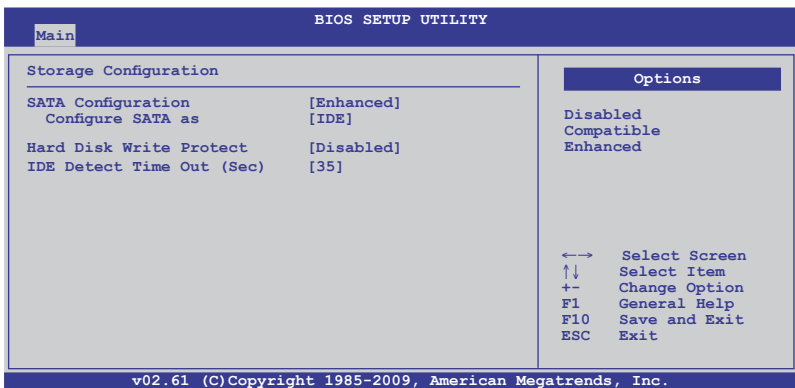 BIOS SETUP UTILITY
Main
Storage Configuration
SATA Configuration [Enhanced]
Configure SATA as [IDE]
Hard Disk Write Protect [Disabled]
IDE Detect Time Out (Sec) [35]
Options
Disabled
Compatible
Enhanced
←→ Select Screen
↑↓ Select Item
+- Change Option
F1 General Help
F10 Save and Exit
ESC Exit
v02.61 (C)Copyright 1985-2009, American Megatrends, Inc.